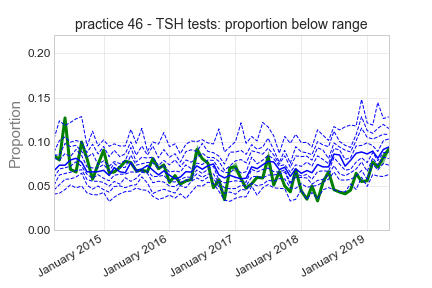 practice 46 - TSH tests: proportion below range
Proportion
0.20
0.15
0.10
0.05
0.00
January 2015
January 2016
January 2017
January 2018
January 2019